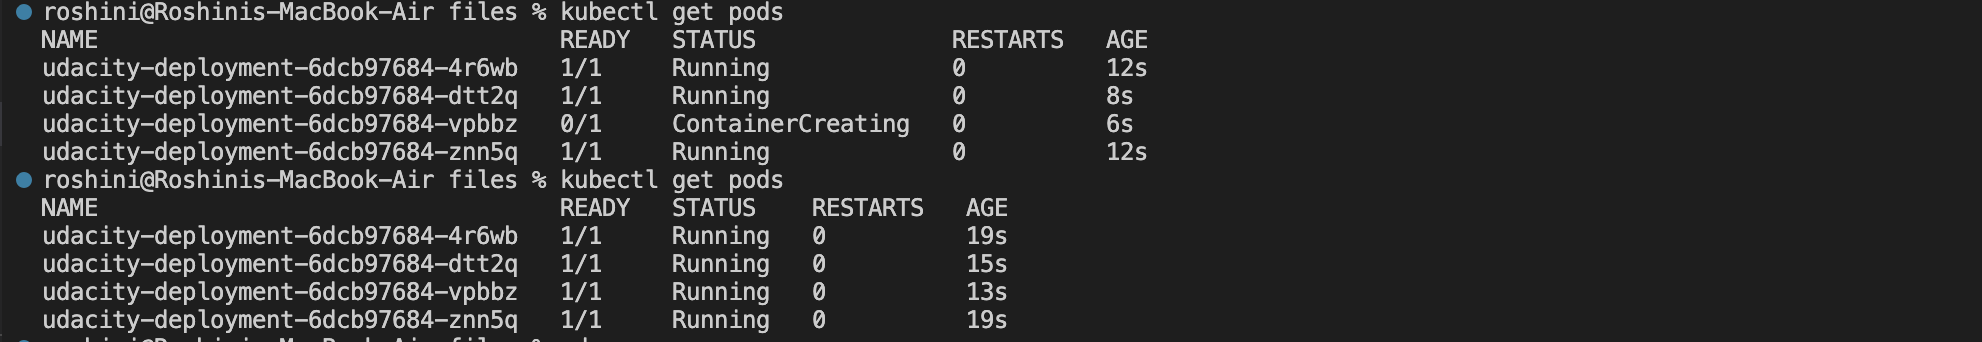 roshini@Roshinis-MacBook-Air files % kubectl get pods
NAME READY STATUS RESTARTS AGE
udacity-deployment-6dcb97684-4r6wb 1/1 Running 0 12s
udacity-deployment-6dcb97684-dtt2q 1/1 Running 0 8s
udacity-deployment-6dcb97684-vpbbz 0/1 ContainerCreating 0 6s
udacity-deployment-6dcb97684-znn5q 1/1 Running 0 12s
roshini@Roshinis-MacBook-Air files % kubectl get pods
NAME READY STATUS RESTARTS AGE
udacity-deployment-6dcb97684-4r6wb 1/1 Running 0 19s
udacity-deployment-6dcb97684-dtt2q 1/1 Running 0 15s
udacity-deployment-6dcb97684-vpbbz 1/1 Running 0 13s
udacity-deployment-6dcb97684-znn5q 1/1 Running 0 19s
roshini@Roshinis-MacBook-Air files %